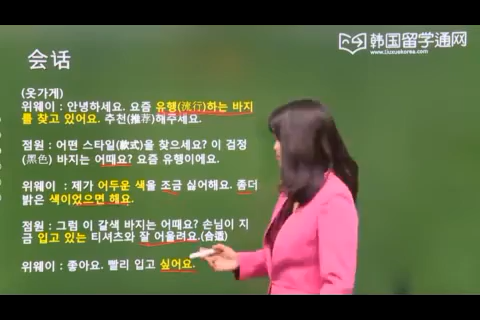 韩国留学通网
www.liuxuekorea.com
会话
(옷가게)
위웨이 : 안녕하세요. 요즘 유행(流行)하는 바지
를 찾고 있어요. 추천(推荐)해주세요.
점원 : 어떤 스타일(款式)을 찾으세요? 이 검정
(黑色) 바지는 어때요? 요즘 유행이에요.
위웨이 : 제가 어두운 색을 조금 싫어해요. 좀더
밝은 색이었으면 해요.
점원 : 그럼 이 갈색 바지는 어때요? 손님이 지
금 입고 있는 티셔츠와 잘 어울려요.(合适)
위웨이 : 좋아요. 빨리 입고 싶어요.